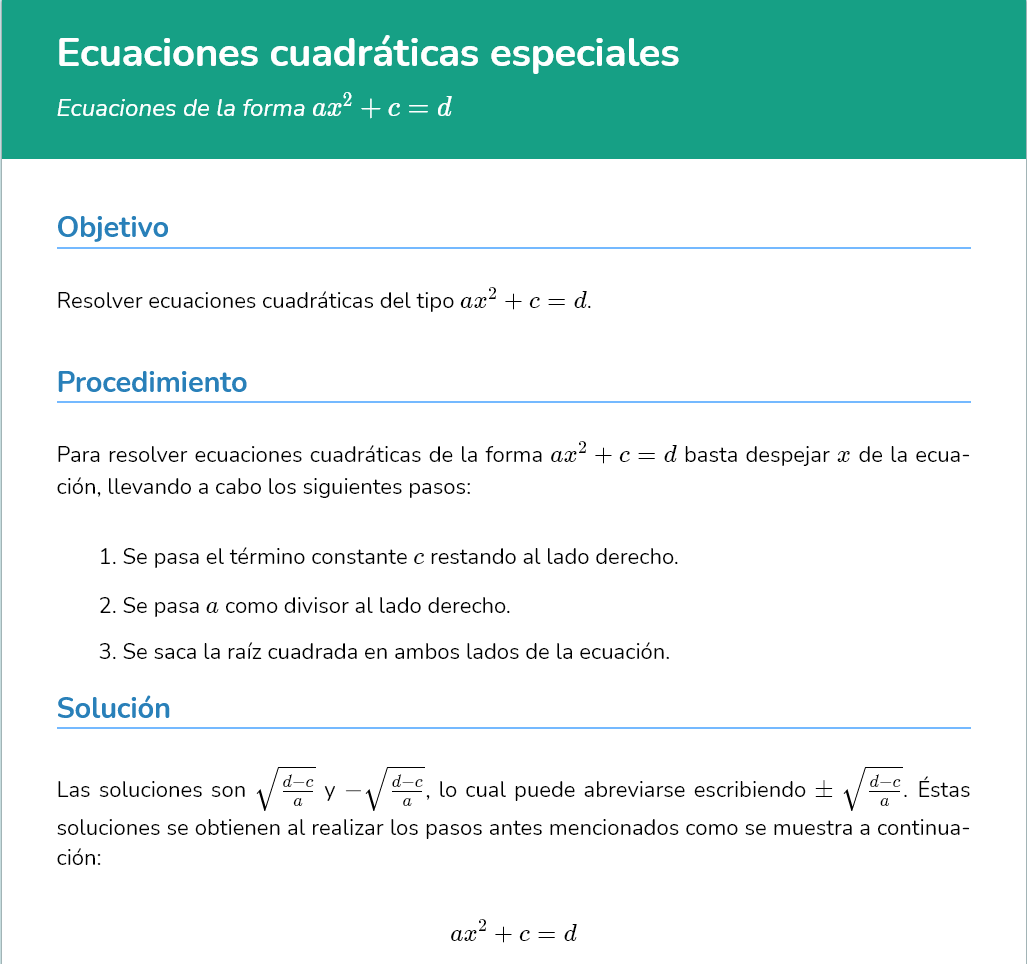 Ecuaciones cuadráticas especiales
Ecuaciones de la forma $ax^2 + c = d$
Objetivo
Resolver ecuaciones cuadráticas del tipo $ax^2 + c = d$.
Procedimiento
Para resolver ecuaciones cuadráticas de la forma $ax^2 + c = d$ basta despejar $x$ de la ecua-
ción, llevando a cabo los siguientes pasos:
1. Se pasa el término constante $c$ restando al lado derecho.
2. Se pasa $a$ como divisor al lado derecho.
3. Se saca la raíz cuadrada en ambos lados de la ecuación.
Solución
Las soluciones son $\sqrt{\frac{d-c}{a}}$ y $-\sqrt{\frac{d-c}{a}}$, lo cual puede abreviarse escribiendo $\pm\sqrt{\frac{d-c}{a}}$. Éstas
soluciones se obtienen al realizar los pasos antes mencionados como se muestra a continua-
ción:
$ax^2 + c = d$